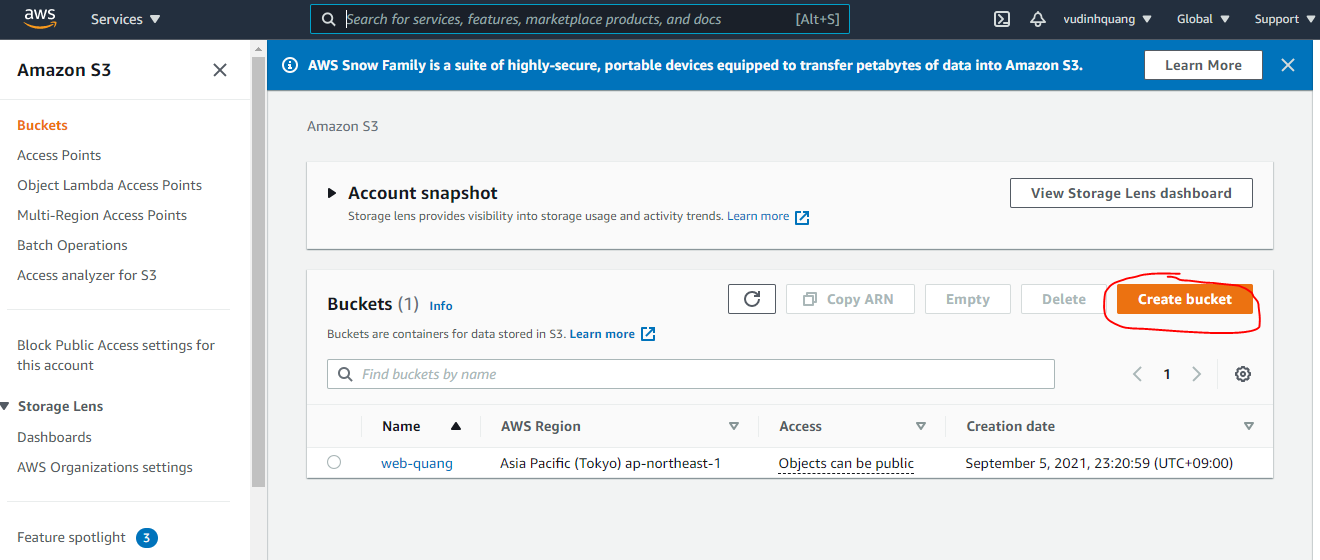 aws Services Search for services, features, marketplace products, and docs [Alt+S] vudinhquang Global Support
Amazon S3
AWS Snow Family is a suite of highly-secure, portable devices equipped to transfer petabytes of data into Amazon S3. Learn More
Buckets
Access Points
Object Lambda Access Points
Multi-Region Access Points
Batch Operations
Access analyzer for S3
Block Public Access settings for
this account
Storage Lens
Dashboards
AWS Organizations settings
Feature spotlight 3
Amazon S3
Account snapshot View Storage Lens dashboard
Storage lens provides visibility into storage usage and activity trends. Learn more
Buckets (1) Info Copy ARN Empty Delete Create bucket
Buckets are containers for data stored in S3. Learn more
Find buckets by name 1
Name AWS Region Access Creation date
web-quang Asia Pacific (Tokyo) ap-northeast-1 Objects can be public September 5, 2021, 23:20:59 (UTC+09:00)